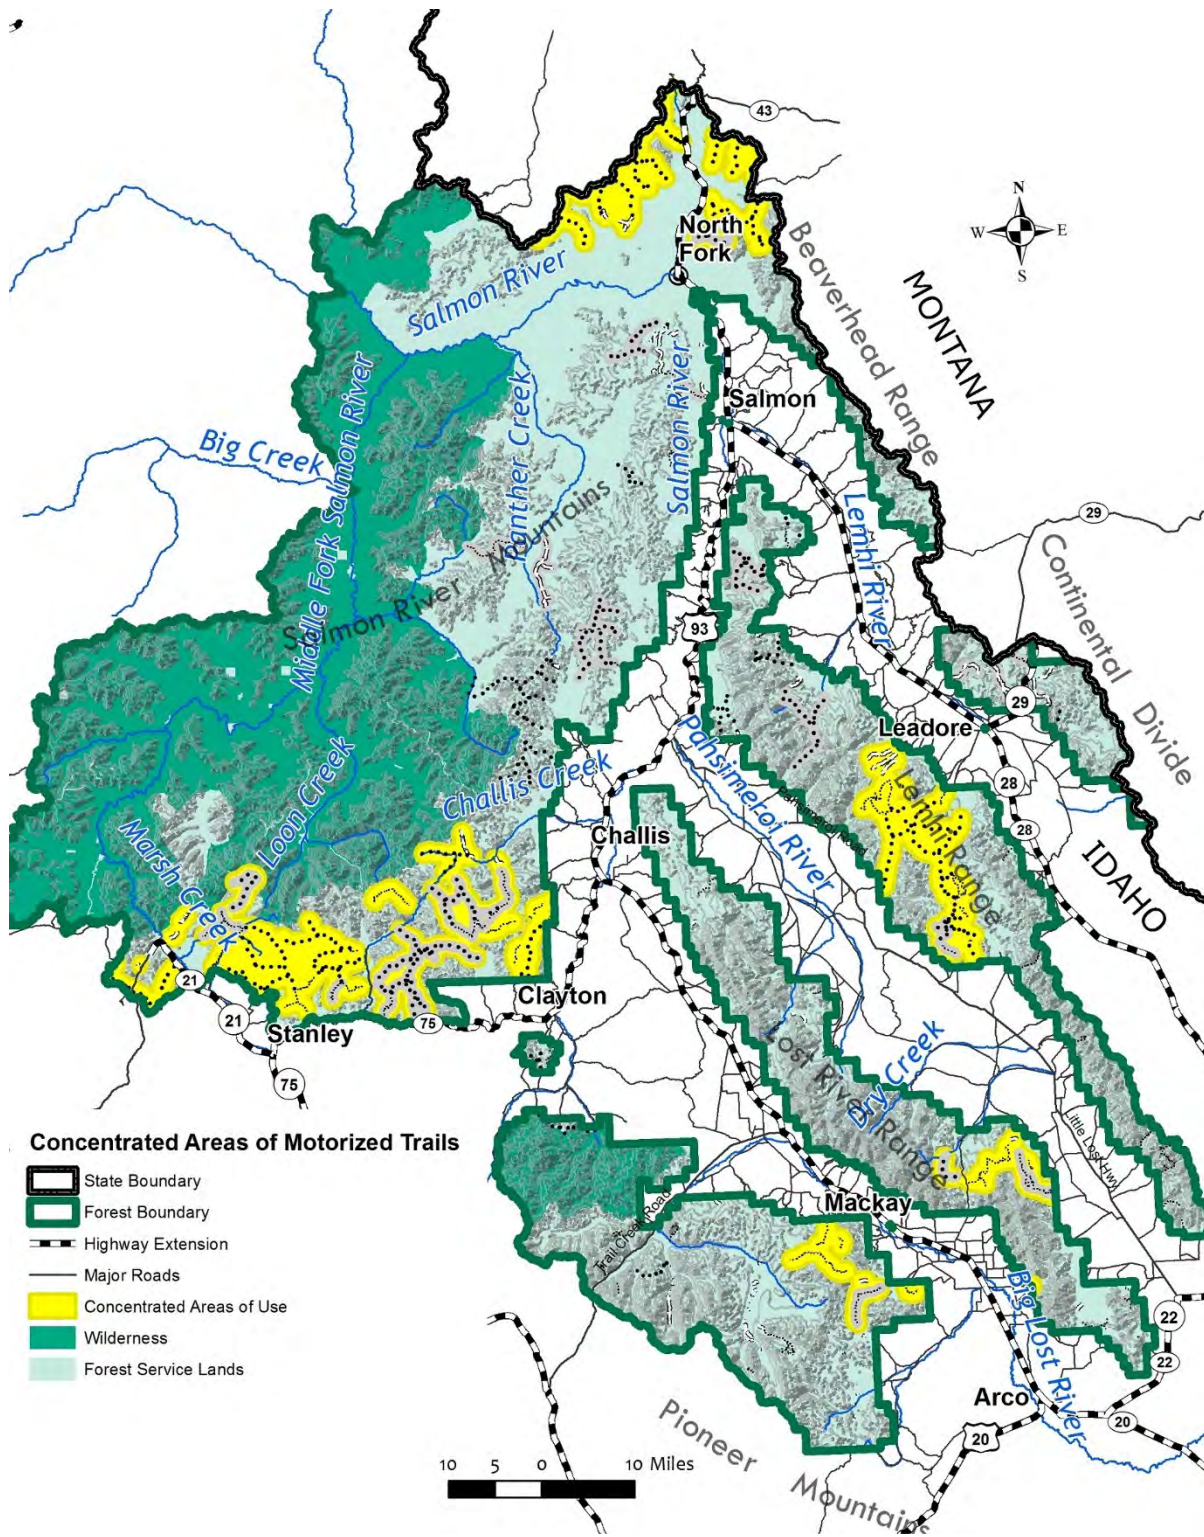 43
N
W E
S
North
Fork
Beaverhead Range
MONTANA
Salmon River
Salmon
Salmon River
Panther Creek
Middle Fork Salmon River
Big Creek
Lemhi River
29
Continental Divide
Salmon River Mountains
93
29
Leadore
Pahsimeroi River
Pahsimeroi Road
Lemhi Range
28
28
IDAHO
Challis Creek
Loon Creek
Marsh Creek
Challis
21
21
Stanley
75
75
Clayton
Lost River Range
Dry Creek
Little Lost Hwy
Trail Creek Road
Mackay
Big Lost River
22
22
Arco
20
20
Pioneer Mountains
Concentrated Areas of Motorized Trails
State Boundary
Forest Boundary
Highway Extension
Major Roads
Concentrated Areas of Use
Wilderness
Forest Service Lands
10 5 0 10 Miles